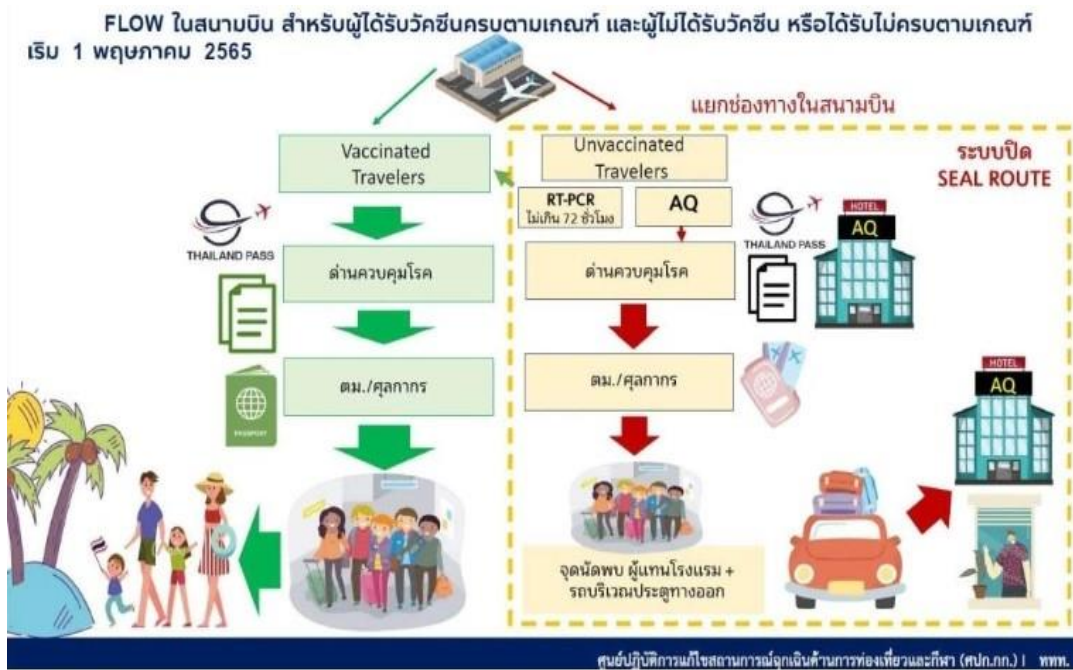 FLOW ในสนามบิน สำหรับผู้ได้รับวัคซีนครบตามเกณฑ์ และผู้ไม่ได้รับวัคซีน หรือได้รับไม่ครบตามเกณฑ์
เริ่ม 1 พฤษภาคม 2565
แยกช่องทางในสนามบิน
Vaccinated
Travelers
Unvaccinated
Travelers
ระบบปิด
SEAL ROUTE
RT-PCR
ไม่เกิน 72 ชั่วโมง
AQ
THAILAND PASS
THAILAND PASS
HOTEL
AQ
ด่านควบคุมโรค
ด่านควบคุมโรค
ตม./ศุลกากร
ตม./ศุลกากร
PASSPORT
HOTEL
AQ
จุดนัดพบ ผู้แทนโรงแรม +
รถบริเวณประตูทางออก
ศูนย์ปฏิบัติการแก้ไขสถานการณ์ฉุกเฉินด้านการท่องเที่ยวและกีฬา (ศปก.กก.) | ททท.